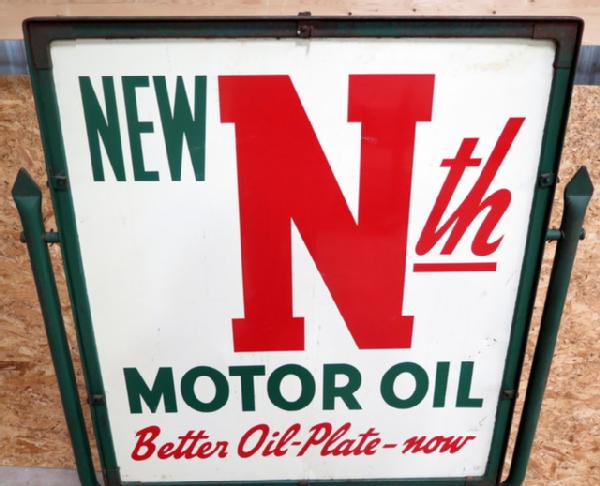 NEW Nth
MOTOR OIL
Better Oil-Plate-now